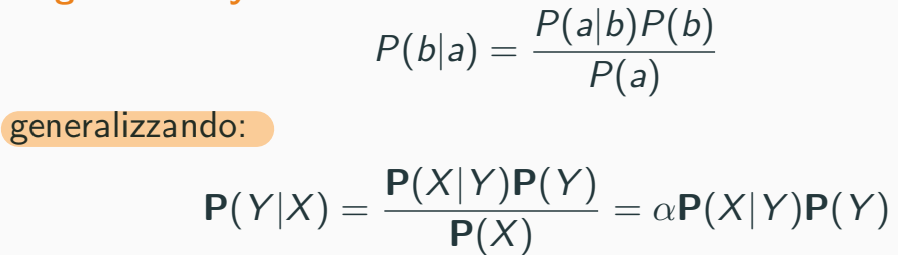 P(b|a) = P(a|b)P(b) / P(a)
generalizzando:
P(Y|X) = P(X|Y)P(Y) / P(X) = αP(X|Y)P(Y)